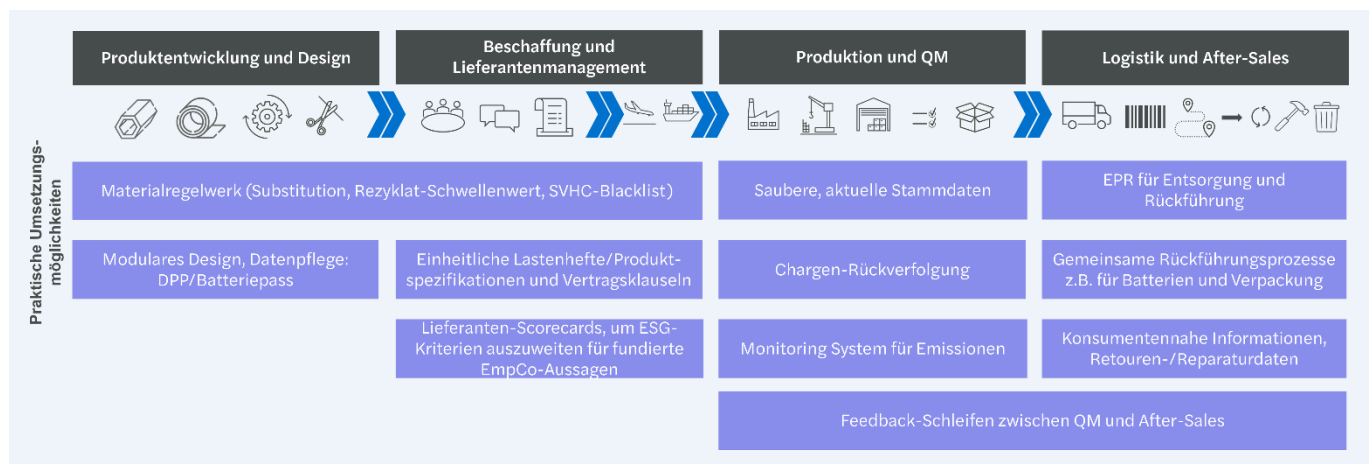 Produktentwicklung und Design
Beschaffung und
Lieferantenmanagement
Produktion und QM
Logistik und After-Sales
Praktische Umsetzungs-
möglichkeiten
Materialregelwerk (Substitution, Rezyklat-Schwellenwert, SVHC-Blacklist)
Saubere, aktuelle Stammdaten
EPR für Entsorgung und
Rückführung
Modulares Design, Datenpflege:
DPP/Batteriepass
Einheitliche Lastenhefte/Produkt-
spezifikationen und Vertragsklauseln
Chargen-Rückverfolgung
Gemeinsame Rückführungsprozesse
z.B. für Batterien und Verpackung
Lieferanten-Scorecards, um ESG-
Kriterien auszuweiten für fundierte
EmpCo-Aussagen
Monitoring System für Emissionen
Konsumentennahe Informationen,
Retouren-/Reparaturdaten
Feedback-Schleifen zwischen QM und After-Sales